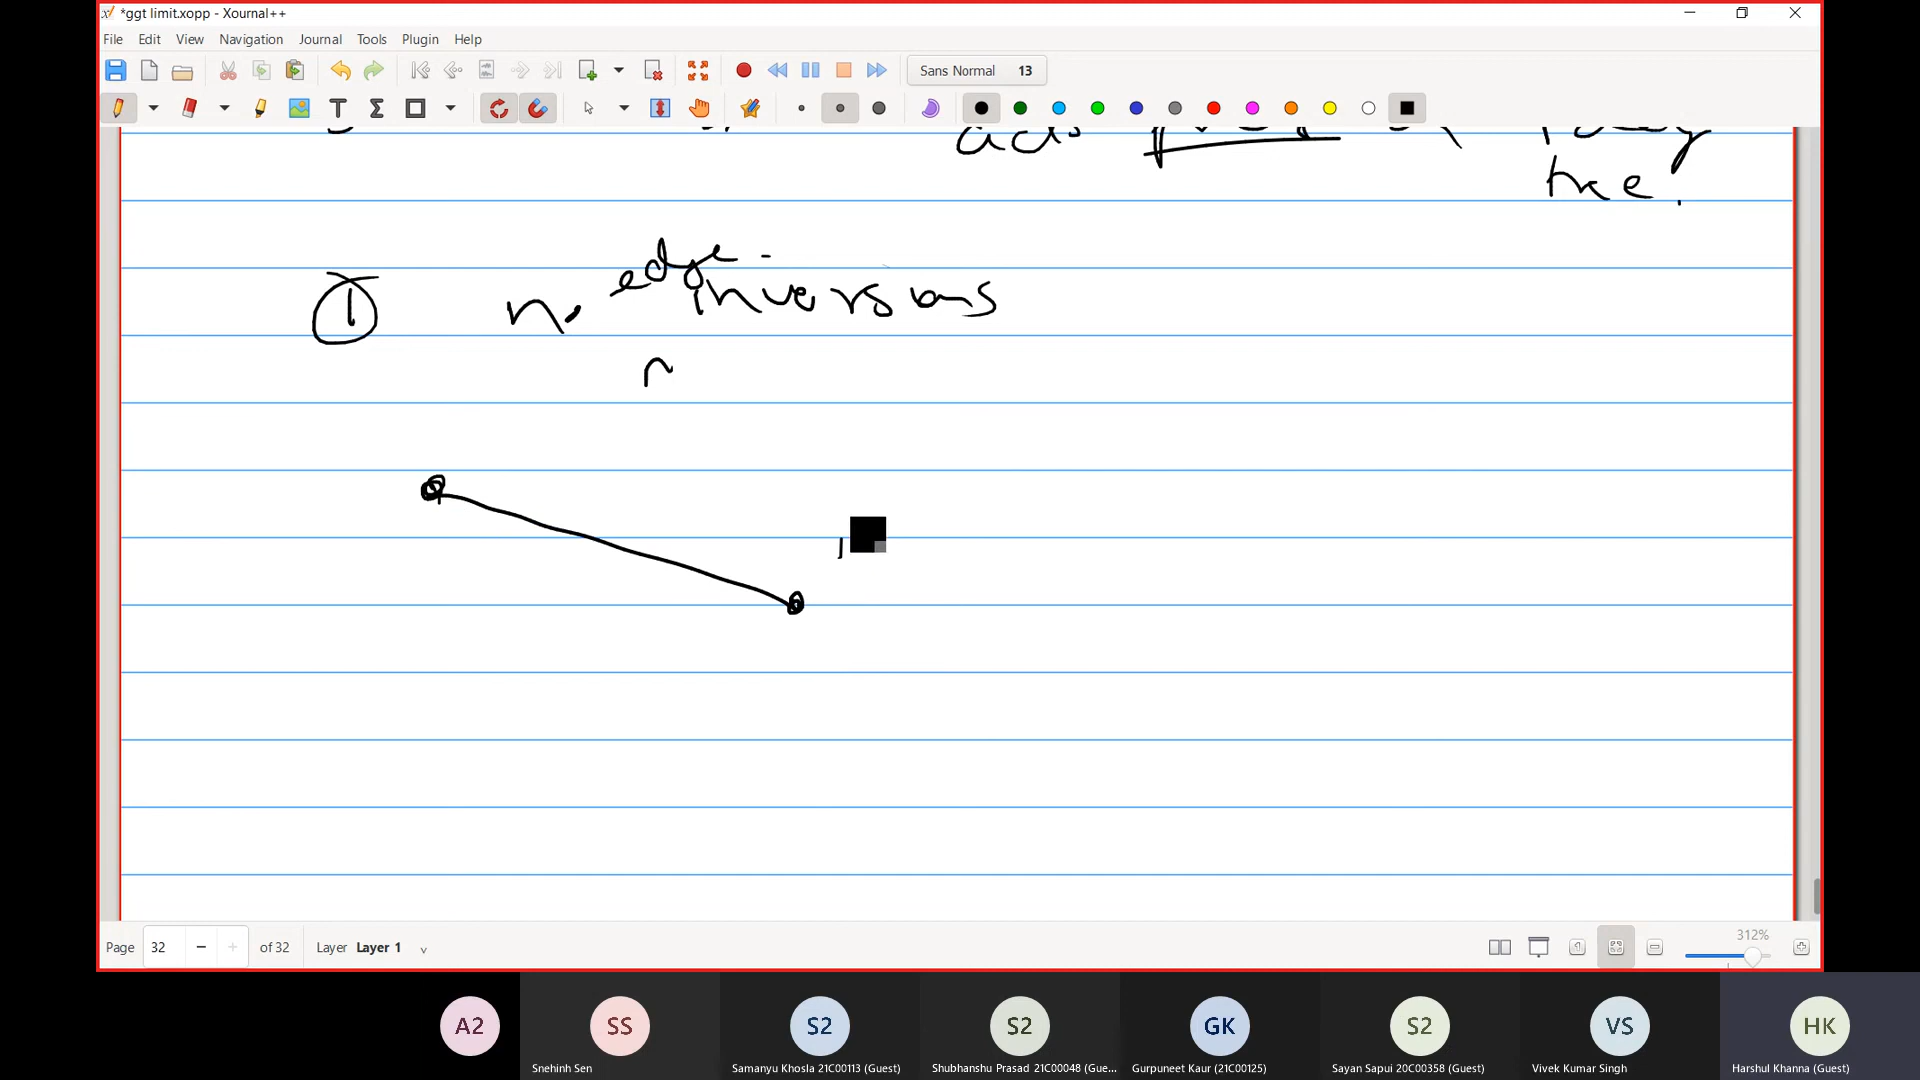 *ggt limit.xopp - Xournal++
File Edit View Navigation Journal Tools Plugin Help
Sans Normal 13
acts
tree.
① no edge-
inversions
n
Page 32 of 32 Layer Layer 1
312%
A2 SS S2 S2 GK S2 VS HK
Snehinh Sen Samanyu Khosla 21C00113 (Guest) Shubhanshu Prasad 21C00048 (Gue... Gurpuneet Kaur (21C00125) Sayan Sapui 20C00358 (Guest) Vivek Kumar Singh Harshul Khanna (Guest)